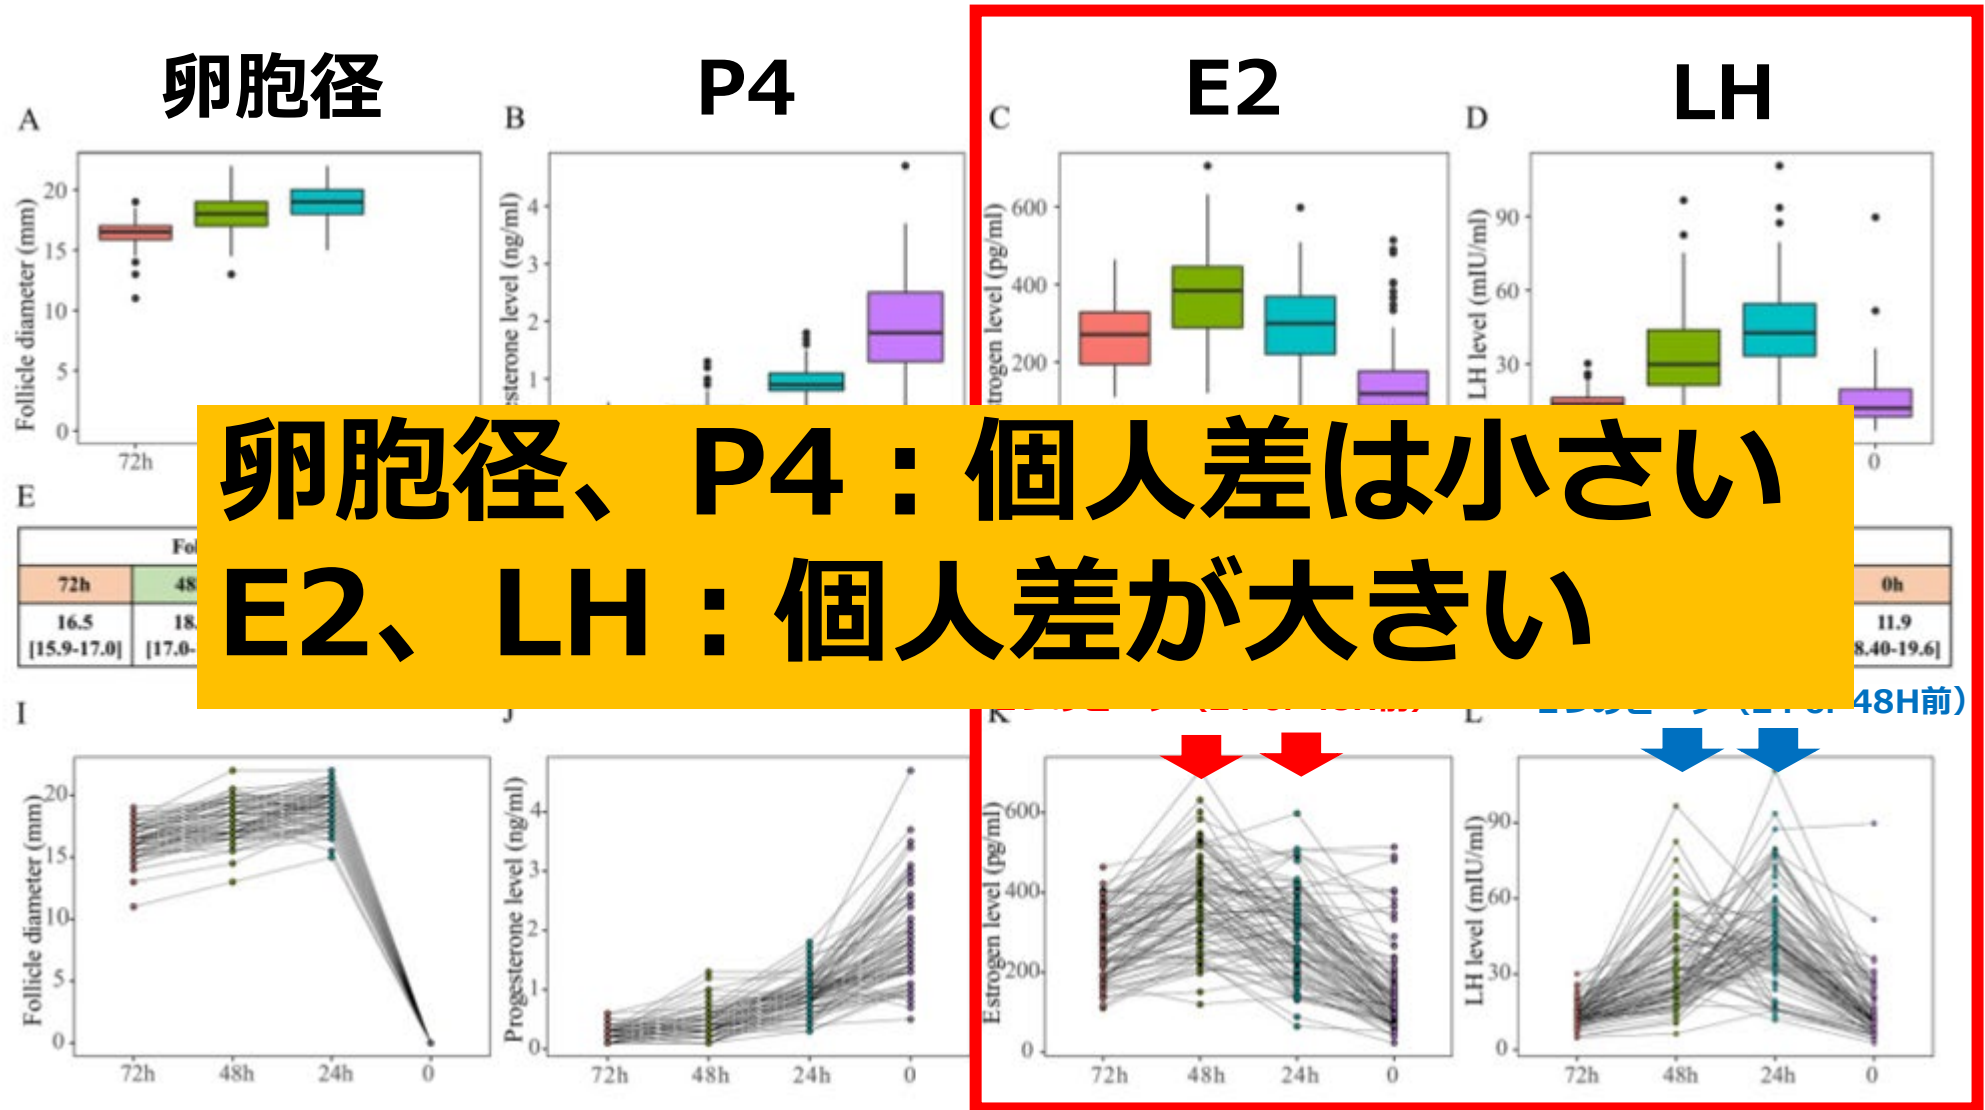 卵胞径
P4
E2
LH
A
B
C
D
Follicle diameter (mm)
20
15
10
5
0
72h
esterone level (ng/ml)
4
3
2
1
trogen level (pg/ml)
600
400
200
LH level (mIU/ml)
90
60
30
0
卵胞径、P4：個人差は小さい
E2、LH：個人差が大きい
E
72h
0h
16.5
[15.9-17.0]
[17.0-
11.9
8.40-19.6]
48H前）
I
Follicle diameter (mm)
20
15
10
5
0
72h 48h 24h 0
Progesterone level (ng/ml)
4
3
2
1
0
72h 48h 24h 0
Estrogen level (pg/ml)
600
400
200
0
72h 48h 24h 0
LH level (mIU/ml)
90
60
30
0
72h 48h 24h 0